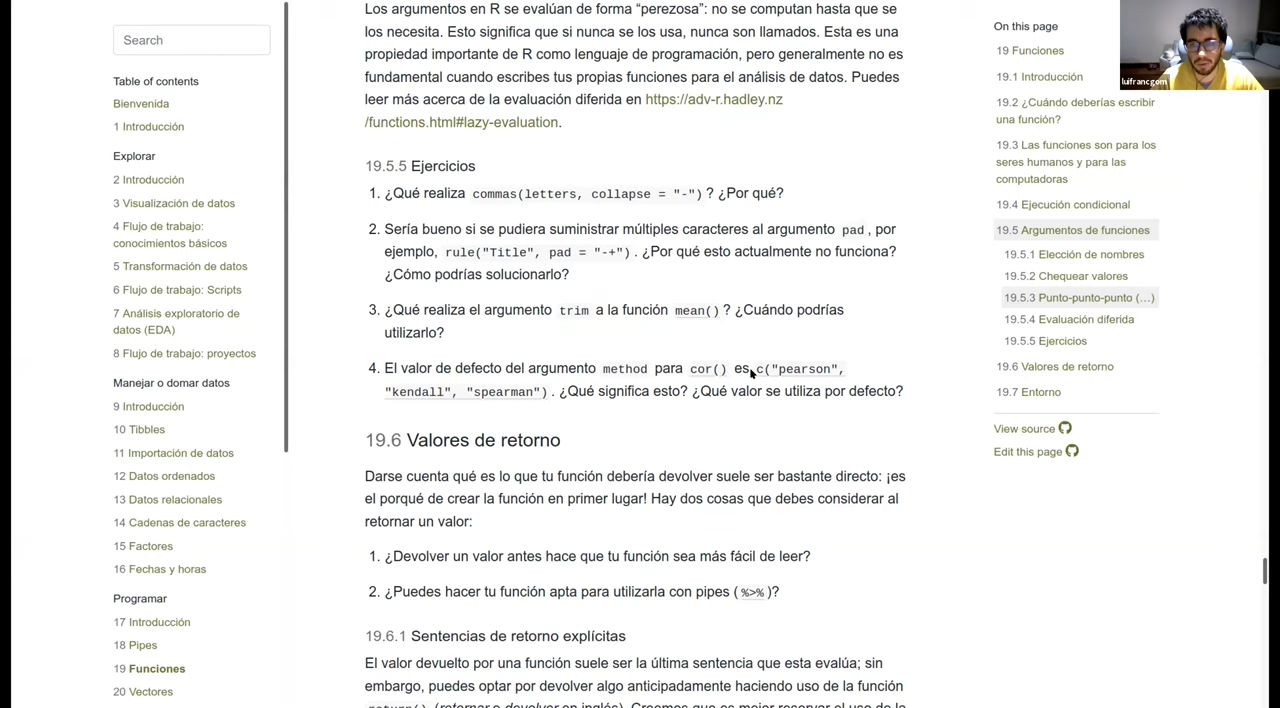 Search
Table of contents
Bienvenida
1 Introducción
Explorar
2 Introducción
3 Visualización de datos
4 Flujo de trabajo:
conocimientos básicos
5 Transformación de datos
6 Flujo de trabajo: Scripts
7 Análisis exploratorio de
datos (EDA)
8 Flujo de trabajo: proyectos
Manejar o domar datos
9 Introducción
10 Tibbles
11 Importación de datos
12 Datos ordenados
13 Datos relacionales
14 Cadenas de caracteres
15 Factores
16 Fechas y horas
Programar
17 Introducción
18 Pipes
19 Funciones
20 Vectores
Los argumentos en R se evalúan de forma “perezosa”: no se computan hasta que se
los necesita. Esto significa que si nunca se los usa, nunca son llamados. Esta es una
propiedad importante de R como lenguaje de programación, pero generalmente no es
fundamental cuando escribes tus propias funciones para el análisis de datos. Puedes
leer más acerca de la evaluación diferida en https://adv-r.hadley.nz
/functions.html#lazy-evaluation.
19.5.5 Ejercicios
1. ¿Qué realiza commas(letters, collapse = "-")? ¿Por qué?
2. Sería bueno si se pudiera suministrar múltiples caracteres al argumento pad, por
ejemplo, rule("Title", pad = "-+"). ¿Por qué esto actualmente no funciona?
¿Cómo podrías solucionarlo?
3. ¿Qué realiza el argumento trim a la función mean()? ¿Cuándo podrías
utilizarlo?
4. El valor de defecto del argumento method para cor() es c("pearson",
"kendall", "spearman"). ¿Qué significa esto? ¿Qué valor se utiliza por defecto?
19.6 Valores de retorno
Darse cuenta qué es lo que tu función debería devolver suele ser bastante directo: ¡es
el porqué de crear la función en primer lugar! Hay dos cosas que debes considerar al
retornar un valor:
1. ¿Devolver un valor antes hace que tu función sea más fácil de leer?
2. ¿Puedes hacer tu función apta para utilizarla con pipes (%>%)?
19.6.1 Sentencias de retorno explícitas
El valor devuelto por una función suele ser la última sentencia que esta evalúa; sin
embargo, puedes optar por devolver algo anticipadamente haciendo uso de la función
return() (retornar o devolver en inglés). Creemos que es mejor reservar el uso de la
On this page
19 Funciones
19.1 Introducción
19.2 ¿Cuándo deberías escribir
una función?
19.3 Las funciones son para los
seres humanos y para las
computadoras
19.4 Ejecución condicional
19.5 Argumentos de funciones
19.5.1 Elección de nombres
19.5.2 Chequear valores
19.5.3 Punto-punto-punto (…)
19.5.4 Evaluación diferida
19.5.5 Ejercicios
19.6 Valores de retorno
19.7 Entorno
View source
Edit this page
luifrancgom